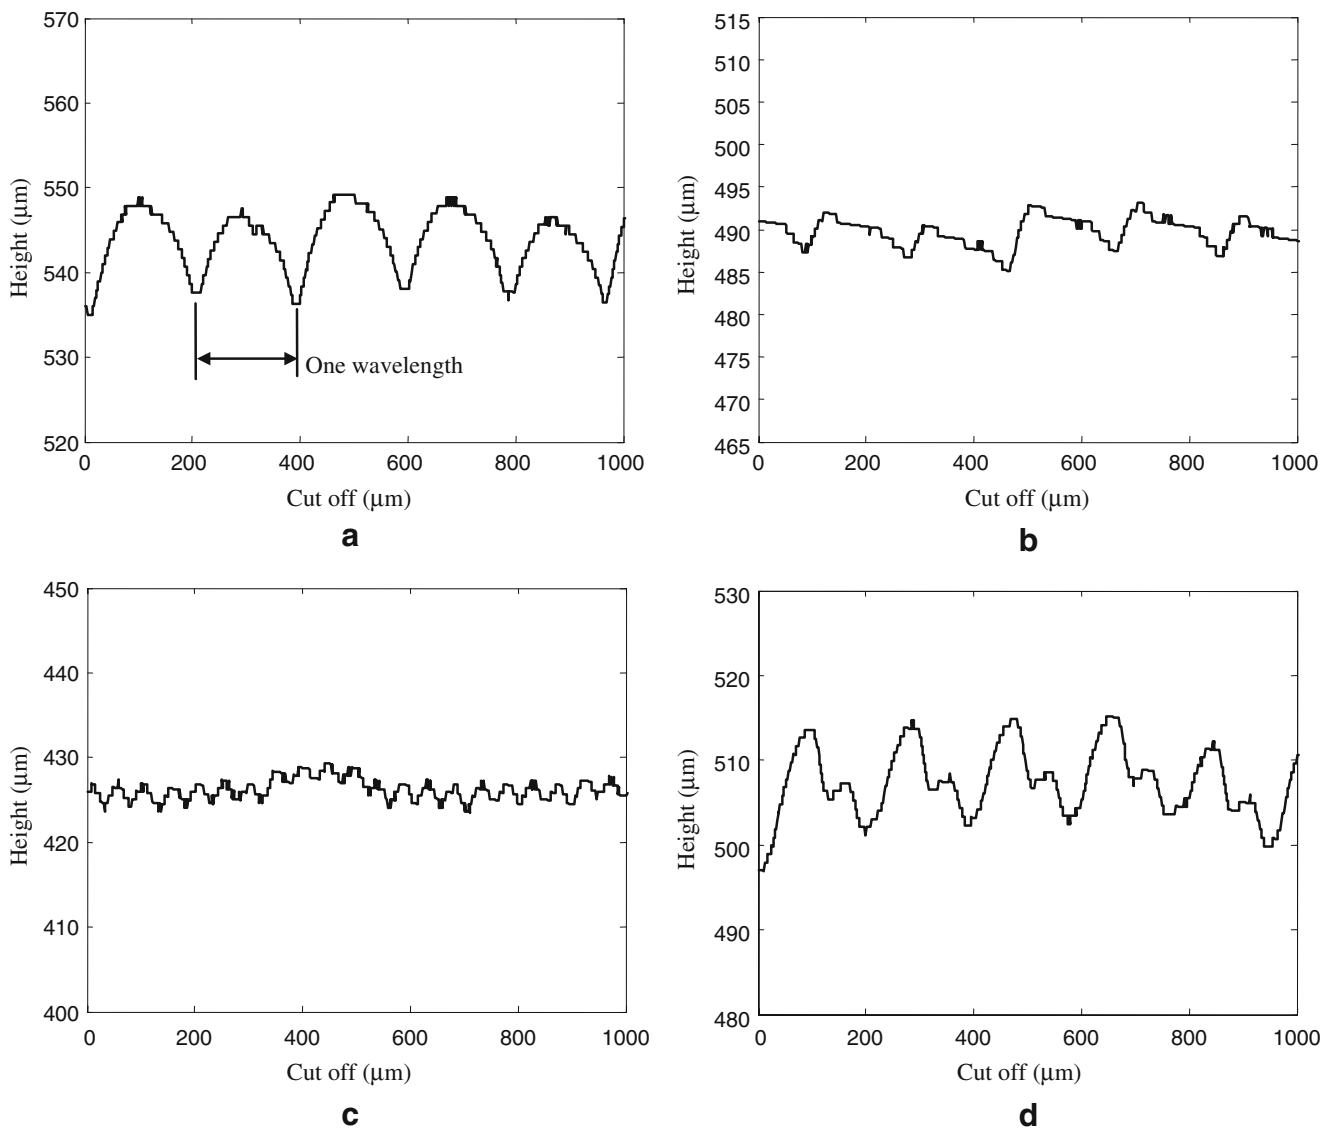 570
560
550
540
530
520
Height (μm)
One wavelength
0 200 400 600 800 1000
Cut off (μm)
a
515
510
505
500
495
490
485
480
475
470
465
Height (μm)
0 200 400 600 800 1000
Cut off (μm)
b
450
440
430
420
410
400
Height (μm)
0 200 400 600 800 1000
Cut off (μm)
c
530
520
510
500
490
480
Height (μm)
0 200 400 600 800 1000
Cut off (μm)
d